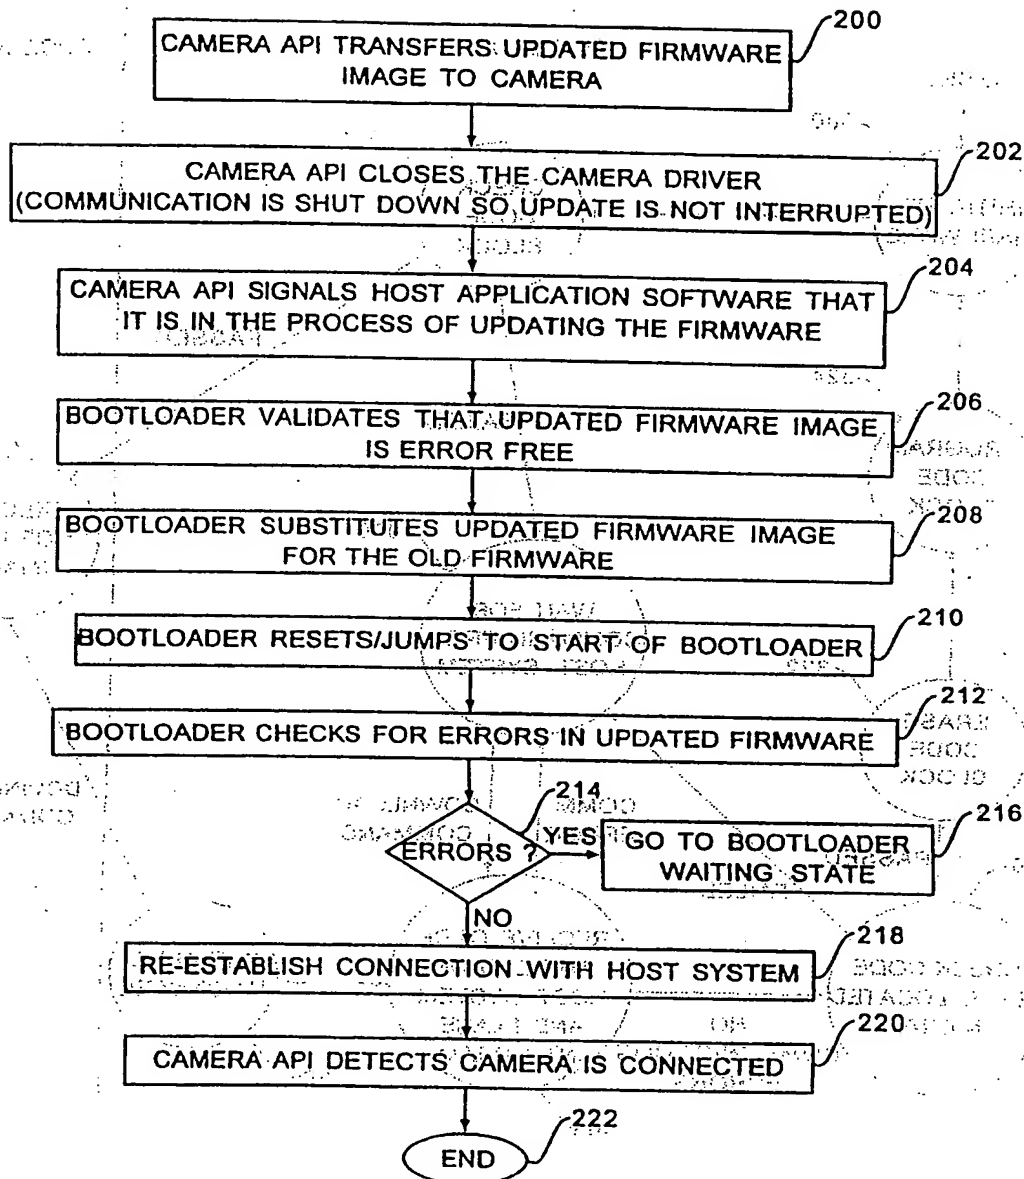 200
CAMERA API TRANSFERS UPDATED FIRMWARE
IMAGE TO CAMERA
202
CAMERA API CLOSES THE CAMERA DRIVER
(COMMUNICATION IS SHUT DOWN SO UPDATE IS NOT INTERRUPTED)
204
CAMERA API SIGNALS HOST APPLICATION SOFTWARE THAT
IT IS IN THE PROCESS OF UPDATING THE FIRMWARE
206
BOOTLOADER VALIDATES THAT UPDATED FIRMWARE IMAGE
IS ERROR FREE
208
BOOTLOADER SUBSTITUTES UPDATED FIRMWARE IMAGE
FOR THE OLD FIRMWARE
210
BOOTLOADER RESETS/JUMPS TO START OF BOOTLOADER
212
BOOTLOADER CHECKS FOR ERRORS IN UPDATED FIRMWARE
214
ERRORS ?
YES
216
GO TO BOOTLOADER
WAITING STATE
NO
218
RE-ESTABLISH CONNECTION WITH HOST SYSTEM
220
CAMERA API DETECTS CAMERA IS CONNECTED
222
END